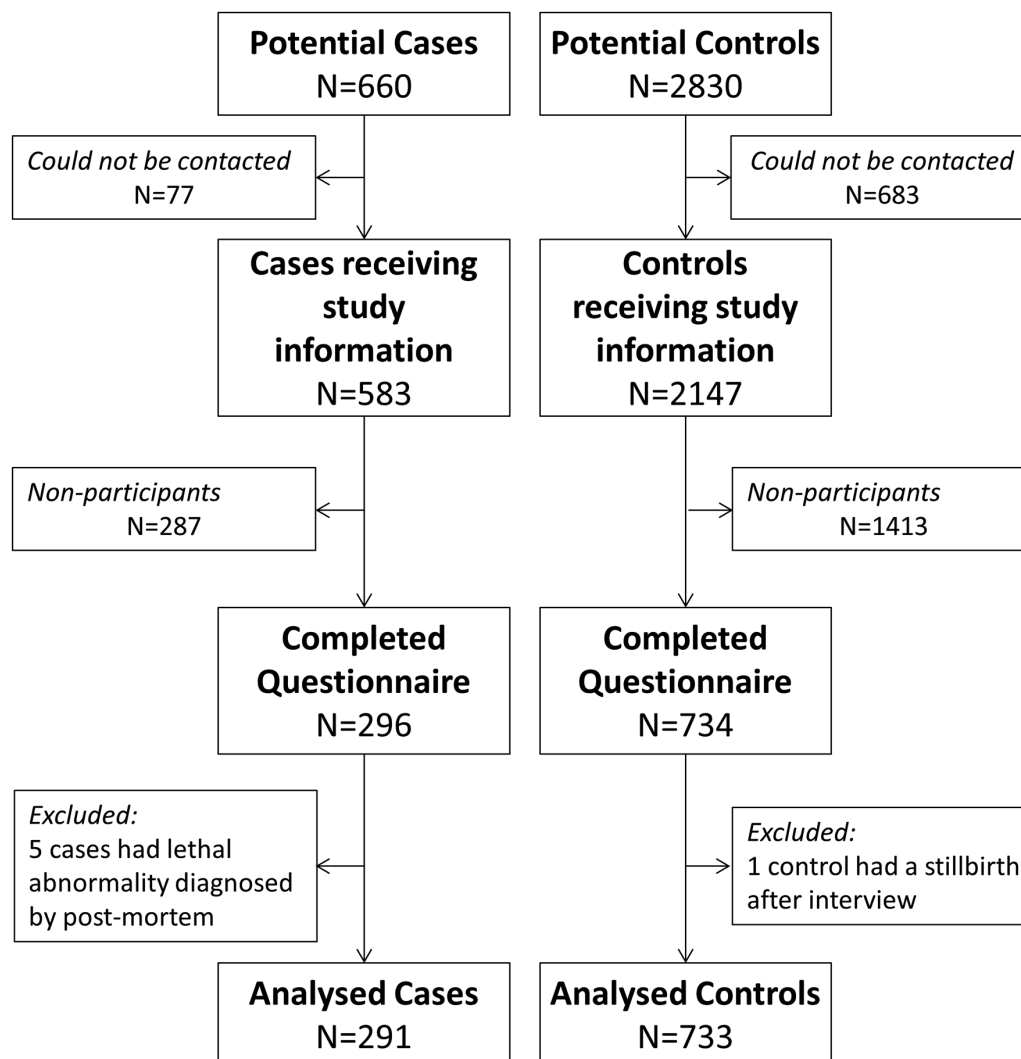 Potential Cases
N=660
Potential Controls
N=2830
Could not be contacted
N=77
Could not be contacted
N=683
Cases receiving
study
information
N=583
Controls
receiving study
information
N=2147
Non-participants
N=287
Non-participants
N=1413
Completed
Questionnaire
N=296
Completed
Questionnaire
N=734
Excluded:
5 cases had lethal
abnormality diagnosed
by post-mortem
Excluded:
1 control had a stillbirth
after interview
Analysed Cases
N=291
Analysed Controls
N=733